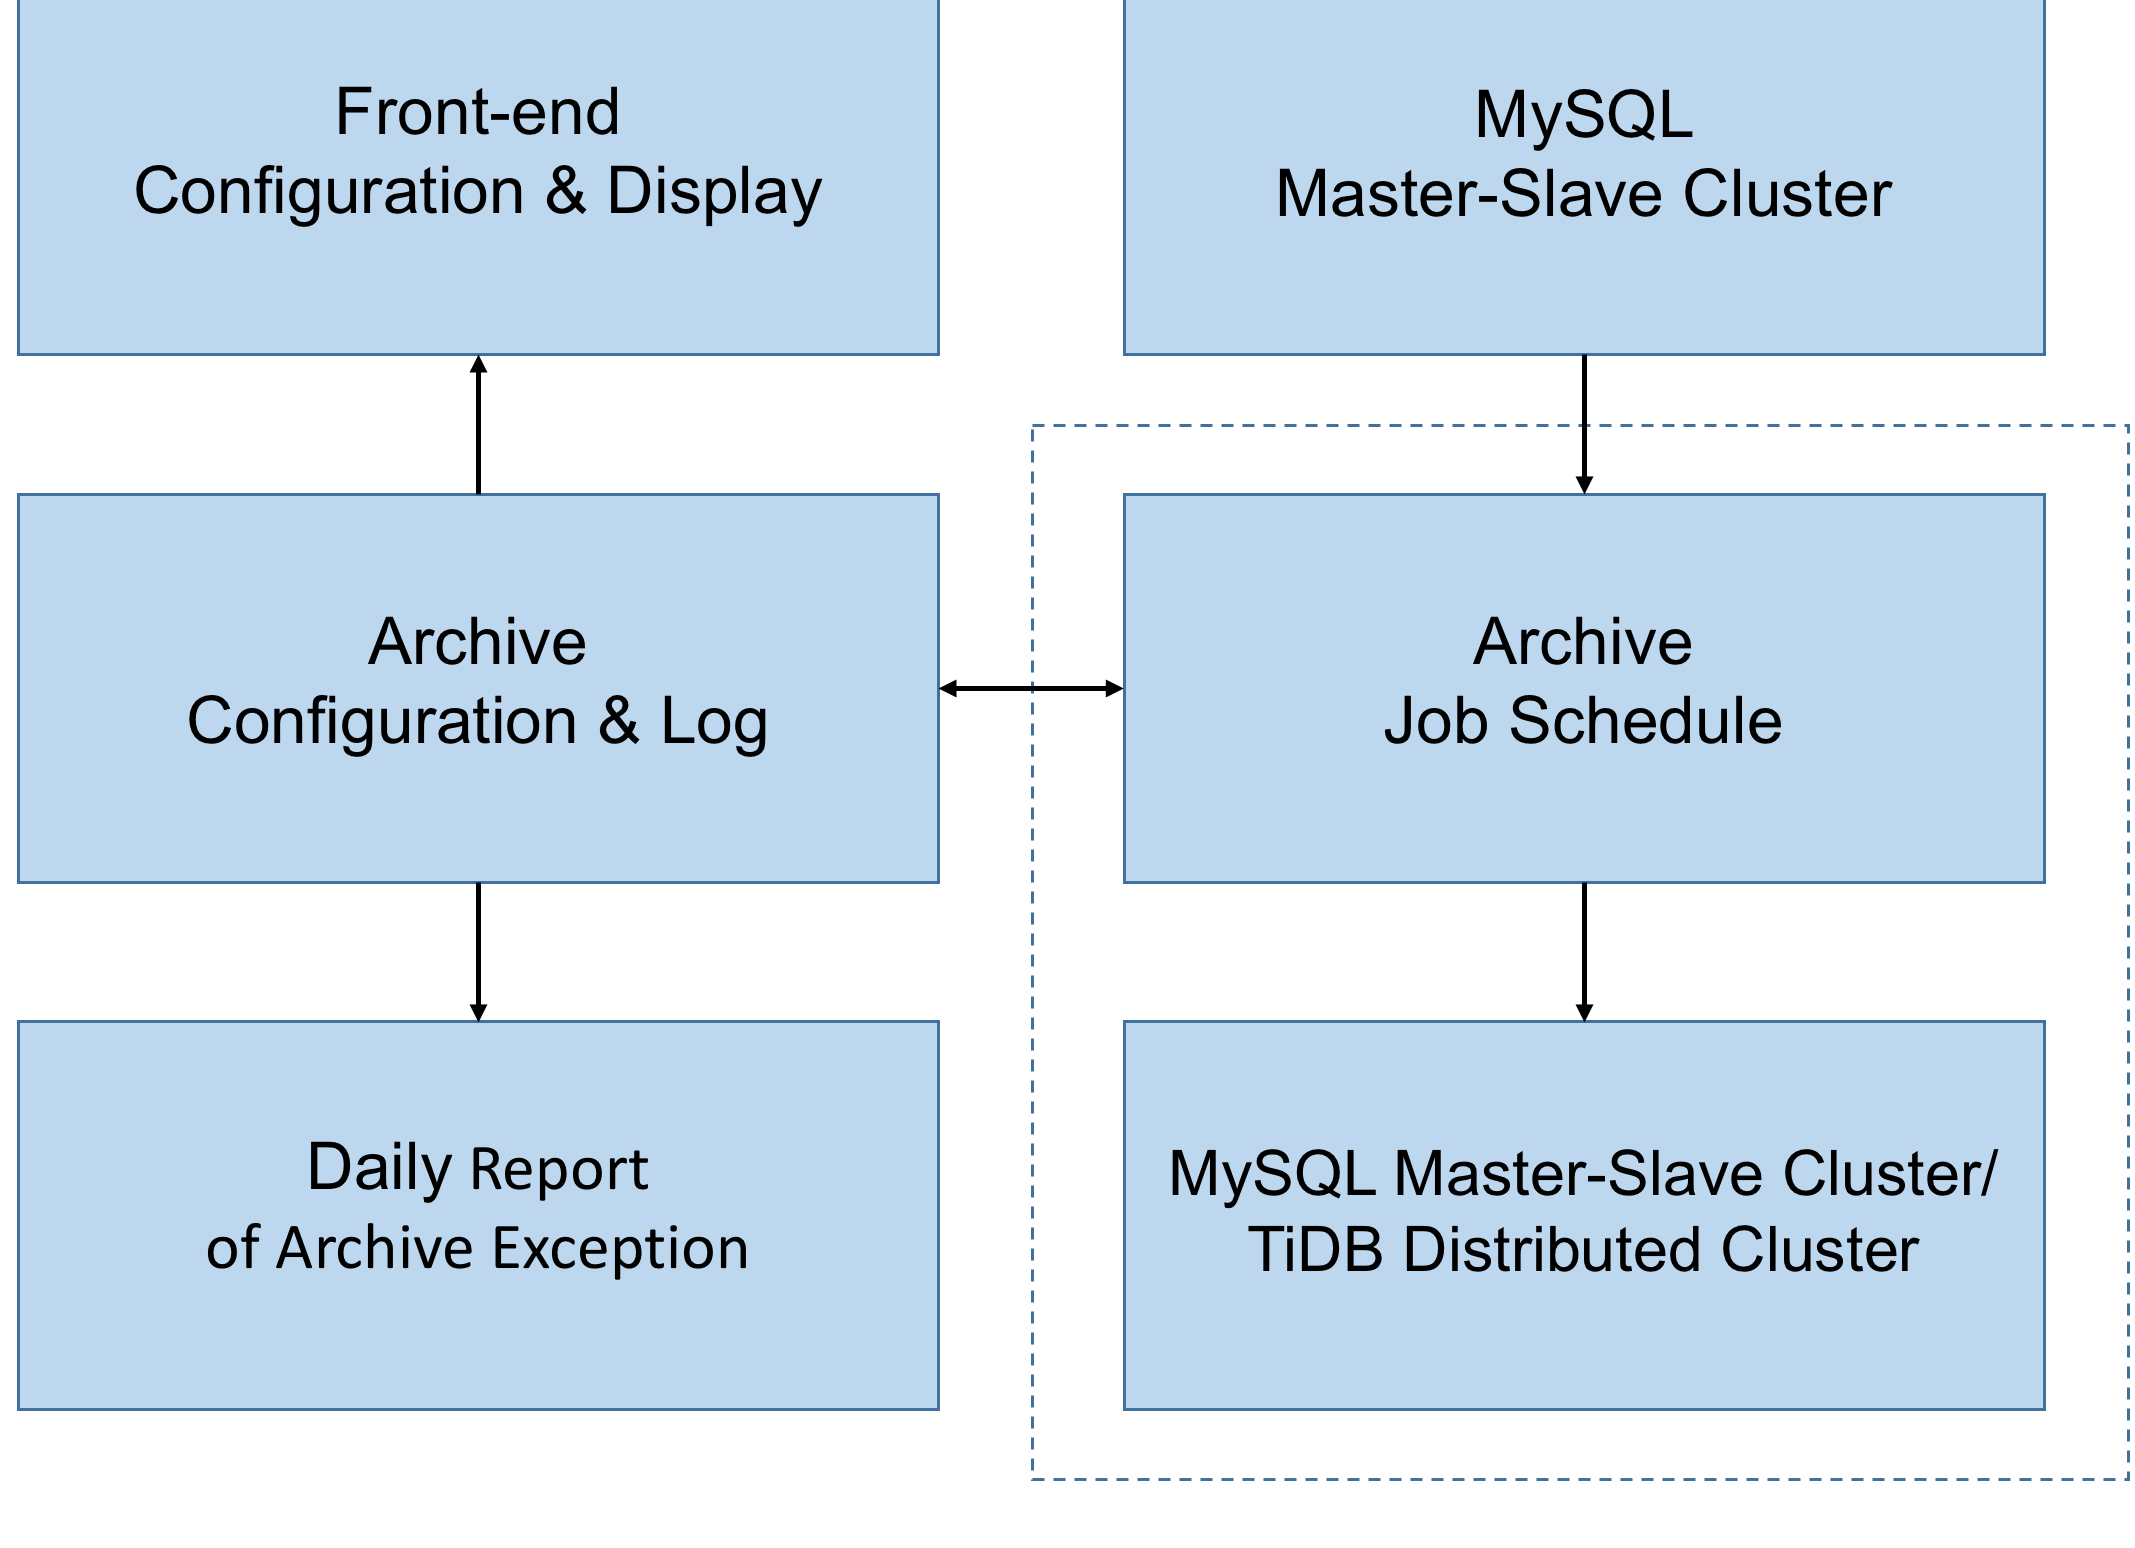 Front-end
Configuration & Display
MySQL
Master-Slave Cluster
Archive
Configuration & Log
Archive
Job Schedule
Daily Report
of Archive Exception
MySQL Master-Slave Cluster/
TiDB Distributed Cluster